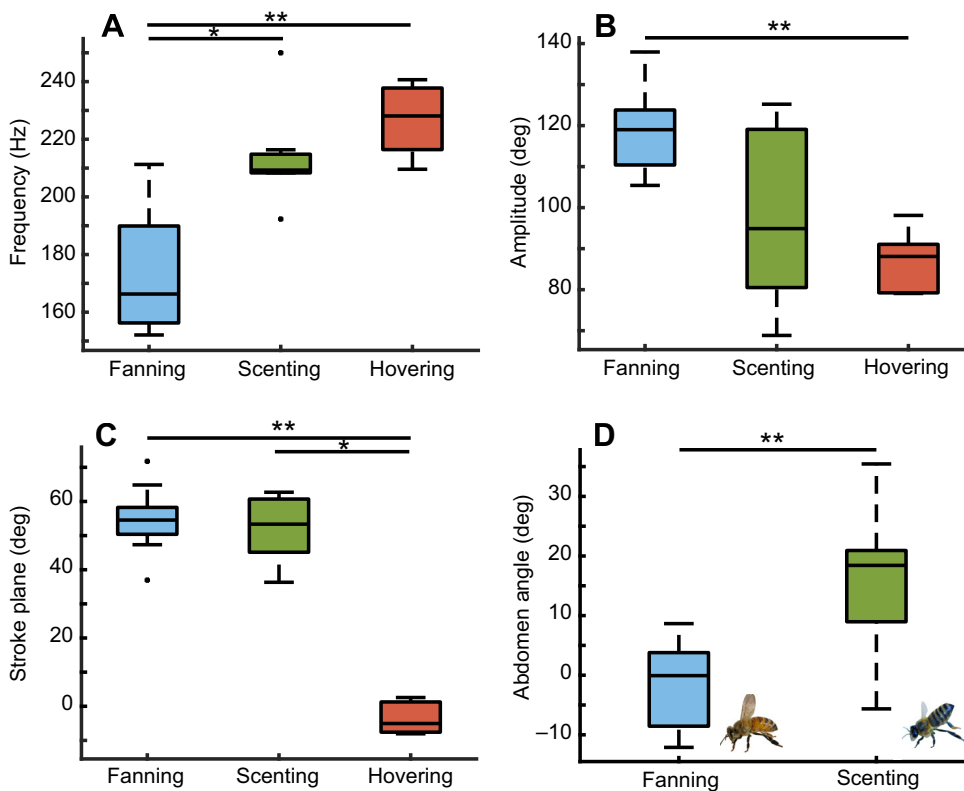 A
**
*
240
220
200
180
160
Frequency (Hz)
Fanning Scenting Hovering
B
**
140
120
100
80
Amplitude (deg)
Fanning Scenting Hovering
C
**
*
60
40
20
0
Stroke plane (deg)
Fanning Scenting Hovering
D
**
30
20
10
0
–10
Abdomen angle (deg)
Fanning Scenting